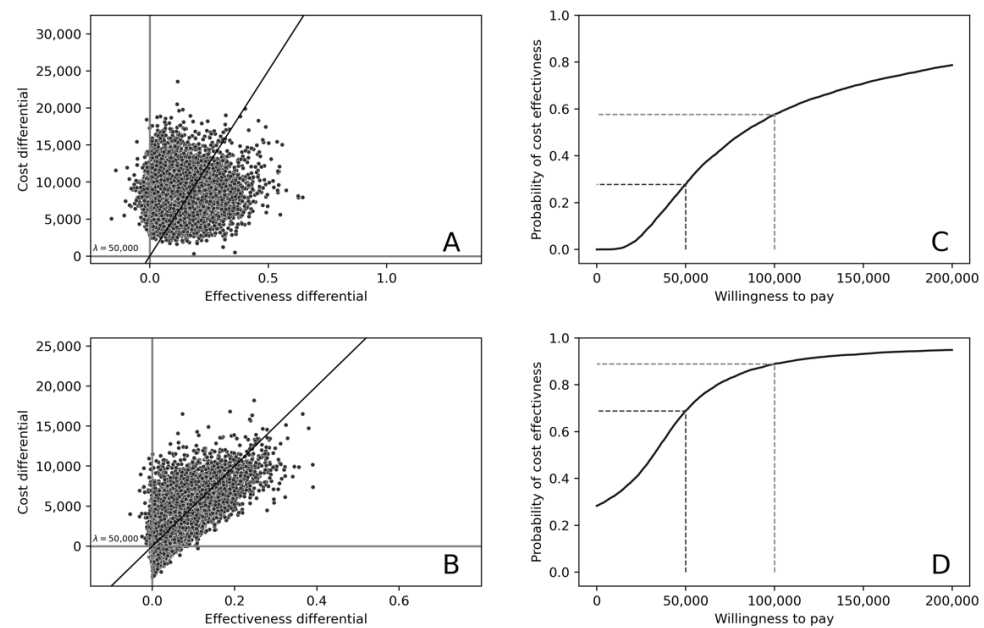 30,000
25,000
20,000
15,000
10,000
5,000
0
Cost differential
λ = 50,000
A
0.0 0.5 1.0
Effectiveness differential
1.0
0.8
0.6
0.4
0.2
0.0
Probability of cost effectivness
C
0 50,000 100,000 150,000 200,000
Willingness to pay
25,000
20,000
15,000
10,000
5,000
0
Cost differential
λ = 50,000
B
0.0 0.2 0.4 0.6
Effectiveness differential
1.0
0.8
0.6
0.4
0.2
0.0
Probability of cost effectivness
D
0 50,000 100,000 150,000 200,000
Willingness to pay